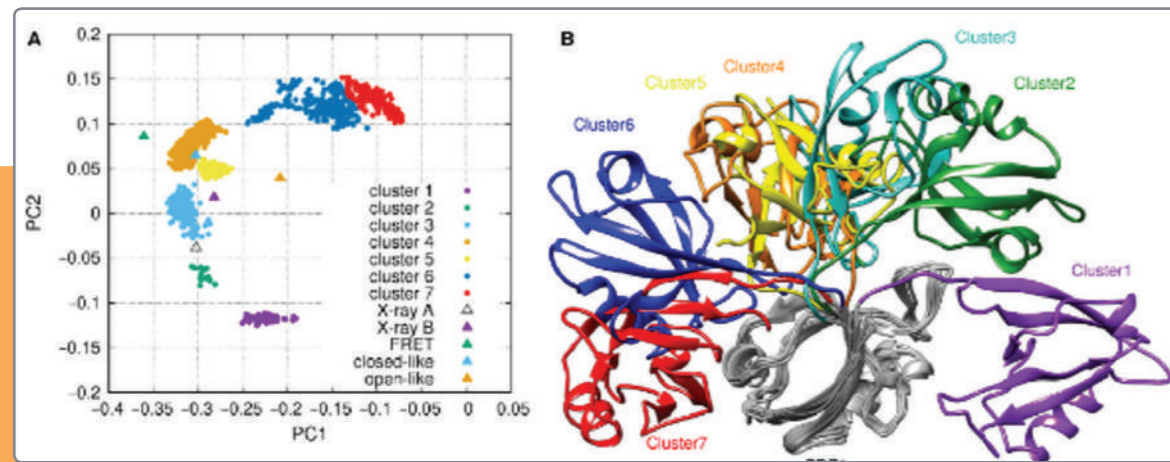 A
0.2
0.15
0.1
0.05
0
-0.05
-0.1
-0.15
-0.2
PC2
-0.4 -0.35 -0.3 -0.25 -0.2 -0.15 -0.1 -0.05 0 0.05
PC1
cluster 1
cluster 2
cluster 3
cluster 4
cluster 5
cluster 6
cluster 7
X-ray A
X-ray B
FRET
closed-like
open-like
B
Cluster3
Cluster4
Cluster5
Cluster2
Cluster6
Cluster1
Cluster7